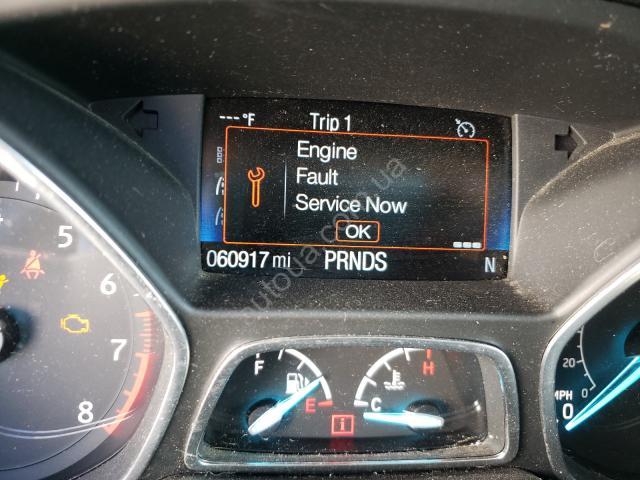 --- °F Trip 1
Engine
Fault
Service Now
OK
060917 mi PRNDS N
5
6
7
8
F
E
H
C
20
0
MPH
0
autoua.com.ua